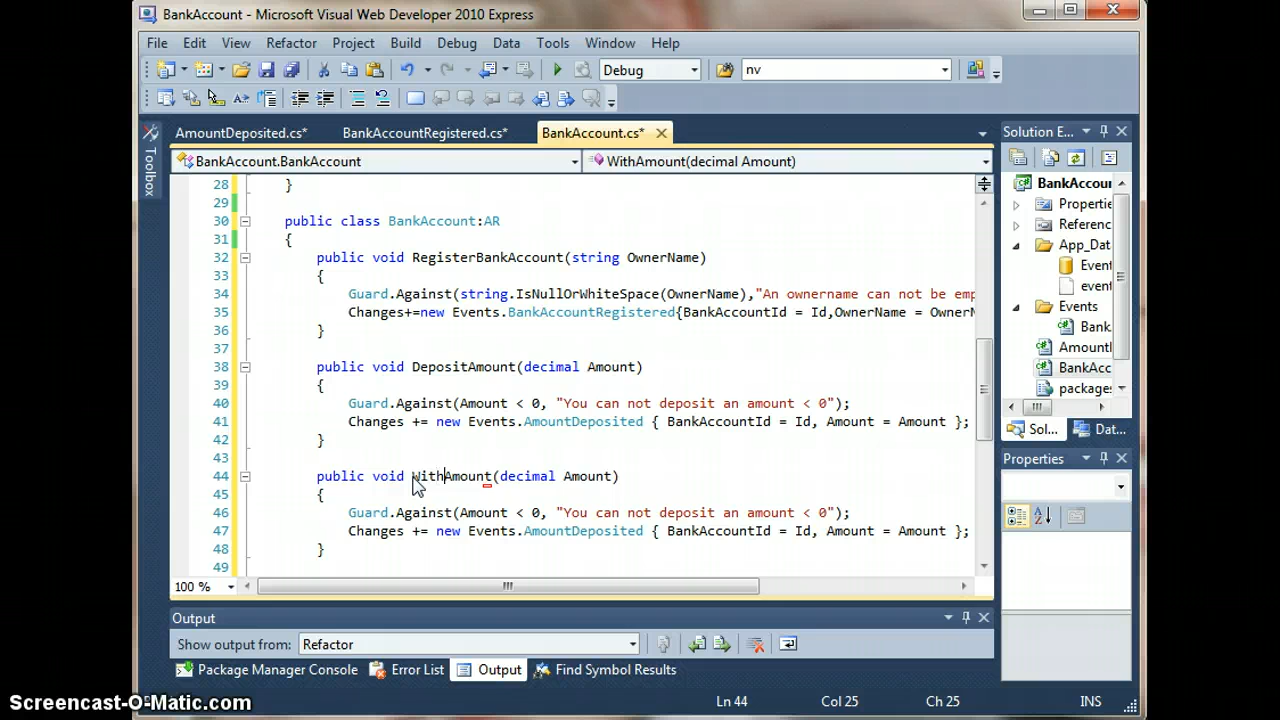 BankAccount - Microsoft Visual Web Developer 2010 Express
File Edit View Refactor Project Build Debug Data Tools Window Help
Debug nv
AmountDeposited.cs* BankAccountRegistered.cs* BankAccount.cs* Solution E...
Toolbox
BankAccount.BankAccount WithAmount(decimal Amount)
28 }
29
30 public class BankAccount:AR
31 {
32 public void RegisterBankAccount(string OwnerName)
33 {
34 Guard.Against(string.IsNullOrWhiteSpace(OwnerName),"An ownername can not be emp
35 Changes+=new Events.BankAccountRegistered{BankAccountId = Id,OwnerName = OwnerN
36 }
37
38 public void DepositAmount(decimal Amount)
39 {
40 Guard.Against(Amount < 0, "You can not deposit an amount < 0");
41 Changes += new Events.AmountDeposited { BankAccountId = Id, Amount = Amount };
42 }
43
44 public void WithAmount(decimal Amount)
45 {
46 Guard.Against(Amount < 0, "You can not deposit an amount < 0");
47 Changes += new Events.AmountDeposited { BankAccountId = Id, Amount = Amount };
48 }
49
100 %
BankAccou
Properti
Referenc
App_Dat
Event
event
Events
Bank
Amount
BankAcc
packages
Sol... Dat...
Properties
Output
Show output from: Refactor
Package Manager Console Error List Output Find Symbol Results
Ln 44 Col 25 Ch 25 INS
Screencast-O-Matic.com